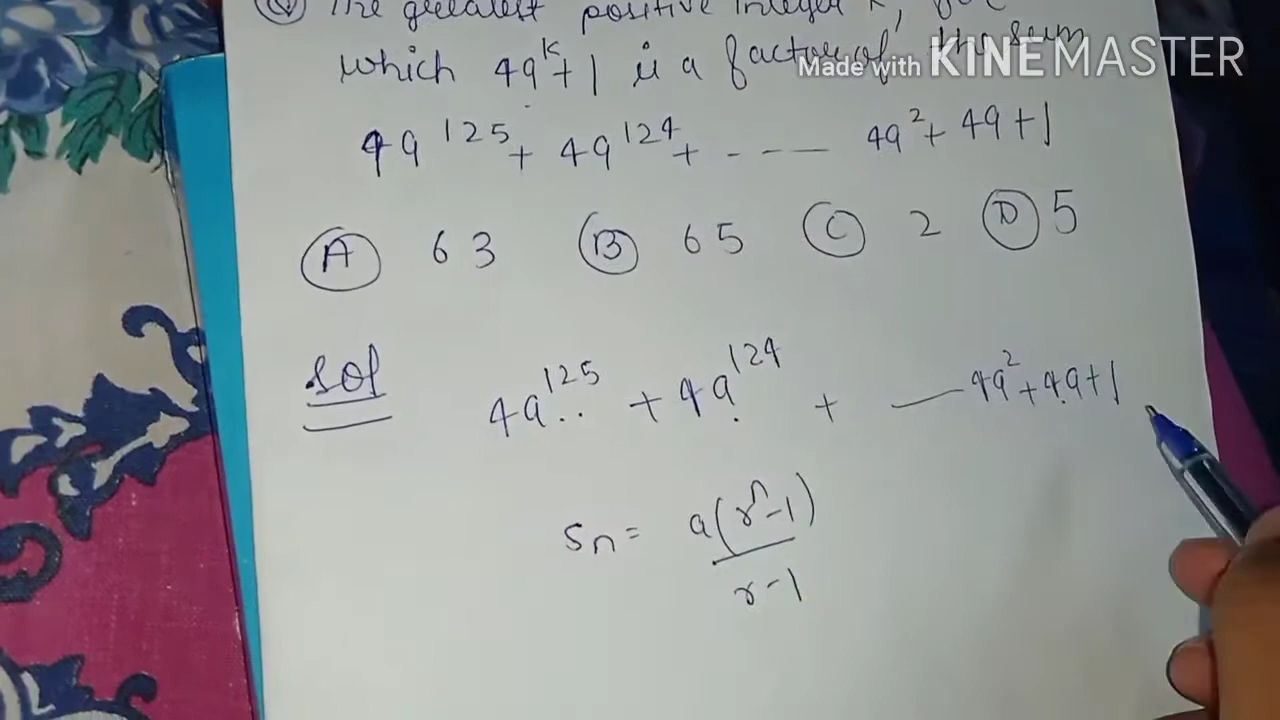 The greatest positive integer k, for
which 49^k+1 is a factor of the sum
Made with KINEMASTER
49^125 + 49^124 + - - — 49^2 + 49 + 1
(A) 63 (B) 65 (C) 2 (D) 5
Sol 49^125.. + 49^124 + — 49^2 + 49 + 1
Sn = a(r^n-1)
r-1